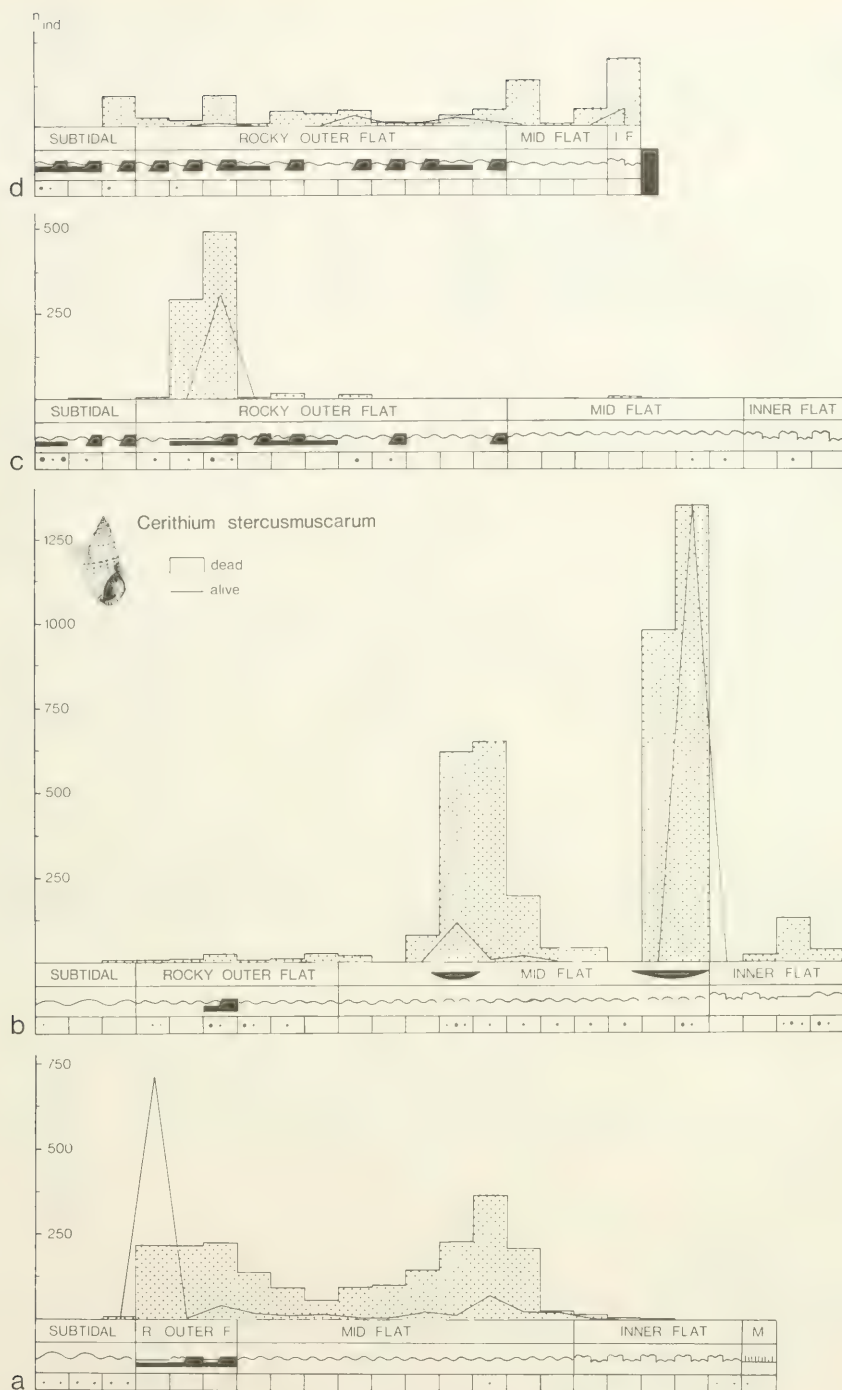 n ind
SUBTIDAL ROCKY OUTER FLAT MID FLAT I F
d
500
250
SUBTIDAL ROCKY OUTER FLAT MID FLAT INNER FLAT
c
Cerithium stercusmuscarum
dead
alive
1250
1000
750
500
250
SUBTIDAL ROCKY OUTER FLAT MID FLAT INNER FLAT
b
750
500
250
SUBTIDAL R OUTER F MID FLAT INNER FLAT M
a